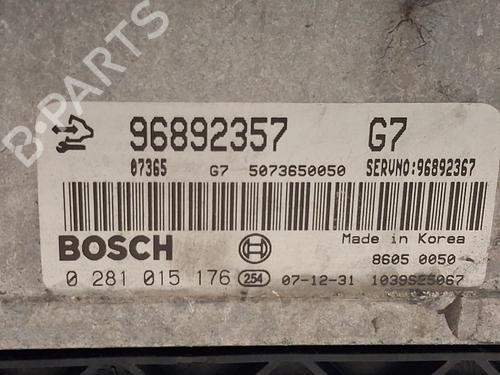 96892357 G7
07365 G7 5073650050 SERVNO:96892367
BOSCH
Made in Korea
8605 0050
0 281 015 176 254 07-12-31 1039S25067
B-PARTS